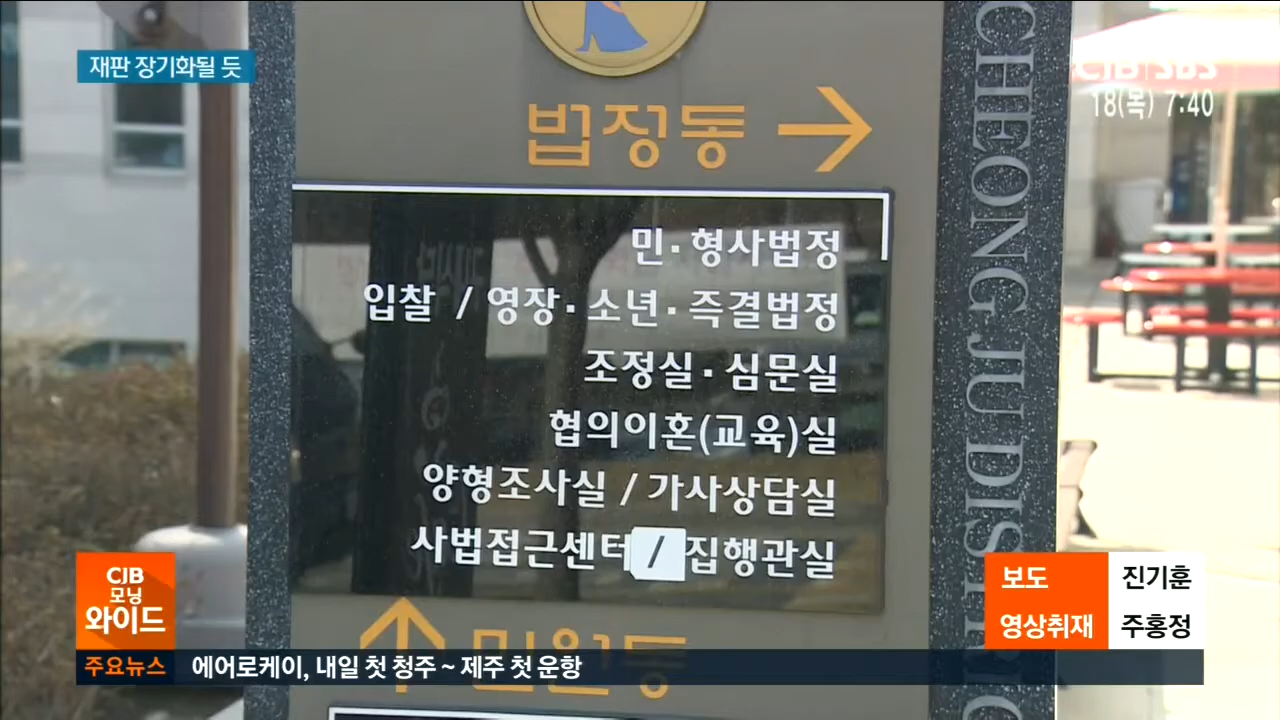 재판 장기화될 듯
CJB SBS
18(목) 7:40
법정동 →
민·형사법정
입찰 / 영장·소년·즉결법정
조정실·심문실
협의이혼(교육)실
양형조사실 / 가사상담실
사법접근센터 / 집행관실
↑ 민원동
CHEONGJU DISTRIC
CJB
모닝
와이드
보도 진기훈
영상취재 주홍정
주요뉴스 에어로케이, 내일 첫 청주~제주 첫 운항